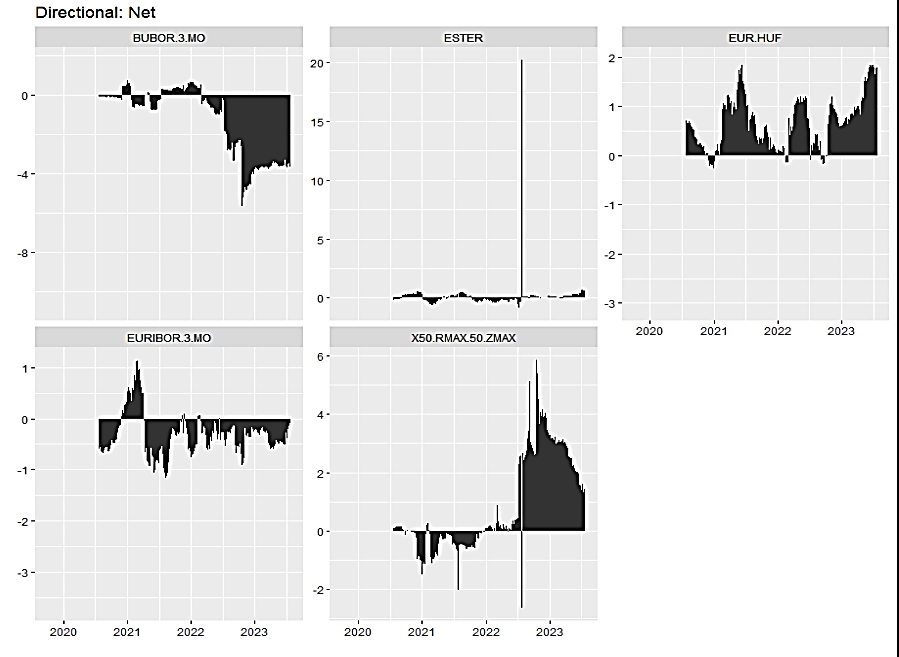 Directional: Net
BUBOR.3.MO
ESTER
EUR.HUF
0
-4
-8
20
15
10
5
0
2
1
0
-1
-2
-3
2020 2021 2022 2023
EURIBOR.3.MO
X50.RMAX.50.ZMAX
1
0
-1
-2
-3
6
4
2
0
-2
2020 2021 2022 2023
2020 2021 2022 2023